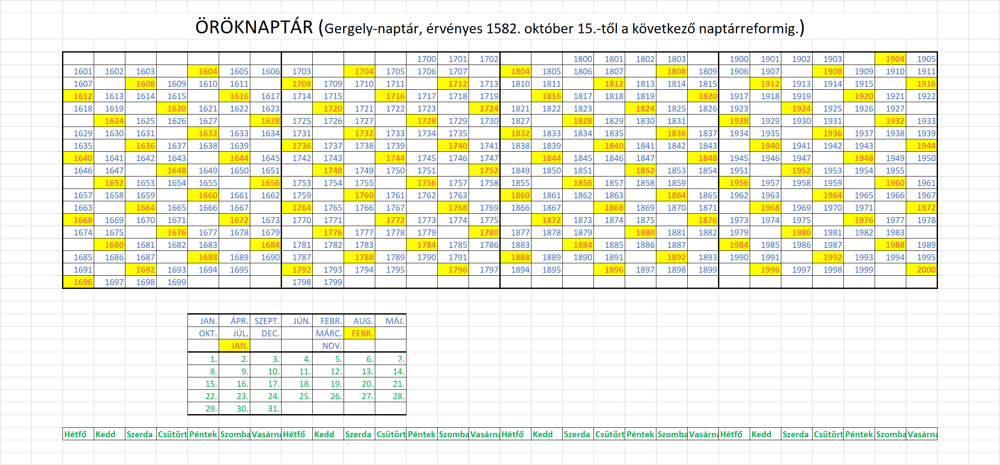 ÖRÖKNAPTÁR (Gergely-naptár, érvényes 1582. október 15.-től a következő naptárreformig.)
1700 1701 1702 1800 1801 1802 1803 1900 1901 1902 1903 1904 1905
1601 1602 1603 1604 1605 1606 1703 1704 1705 1706 1707 1804 1805 1806 1807 1808 1809 1906 1907 1908 1909 1910 1911
1607 1608 1609 1610 1611 1708 1709 1710 1711 1712 1713 1810 1811 1812 1813 1814 1815 1912 1913 1914 1915 1916
1612 1613 1614 1615 1616 1617 1714 1715 1716 1717 1718 1719 1816 1817 1818 1819 1820 1917 1918 1919 1920 1921 1922
1618 1619 1620 1621 1622 1623 1720 1721 1722 1723 1724 1821 1822 1823 1824 1825 1826 1923 1924 1925 1926 1927
1624 1625 1626 1627 1628 1725 1726 1727 1728 1729 1730 1827 1828 1829 1830 1831 1928 1929 1930 1931 1932 1933
1629 1630 1631 1632 1633 1634 1731 1732 1733 1734 1735 1832 1833 1834 1835 1836 1837 1934 1935 1936 1937 1938 1939
1635 1636 1637 1638 1639 1736 1737 1738 1739 1740 1741 1838 1839 1840 1841 1842 1843 1940 1941 1942 1943 1944
1640 1641 1642 1643 1644 1645 1742 1743 1744 1745 1746 1747 1844 1845 1846 1847 1848 1945 1946 1947 1948 1949 1950
1646 1647 1648 1649 1650 1651 1748 1749 1750 1751 1752 1849 1850 1851 1852 1853 1854 1951 1952 1953 1954 1955
1652 1653 1654 1655 1656 1753 1754 1755 1756 1757 1758 1855 1856 1857 1858 1859 1956 1957 1958 1959 1960 1961
1657 1658 1659 1660 1661 1662 1759 1760 1761 1762 1763 1860 1861 1862 1863 1864 1865 1962 1963 1964 1965 1966 1967
1663 1664 1665 1666 1667 1764 1765 1766 1767 1768 1769 1866 1867 1868 1869 1870 1871 1968 1969 1970 1971 1972
1668 1669 1670 1671 1672 1673 1770 1771 1772 1773 1774 1775 1872 1873 1874 1875 1876 1973 1974 1975 1976 1977 1978
1674 1675 1676 1677 1678 1679 1776 1777 1778 1779 1780 1877 1878 1879 1880 1881 1882 1979 1980 1981 1982 1983
1680 1681 1682 1683 1684 1781 1782 1783 1784 1785 1786 1883 1884 1885 1886 1887 1984 1985 1986 1987 1988 1989
1685 1686 1687 1688 1689 1690 1787 1788 1789 1790 1791 1888 1889 1890 1891 1892 1893 1990 1991 1992 1993 1994 1995
1691 1692 1693 1694 1695 1792 1793 1794 1795 1796 1797 1894 1895 1896 1897 1898 1899 1996 1997 1998 1999 2000
1696 1697 1698 1699 1798 1799
JAN. ÁPR. SZEPT. JÚN. FEBR. AUG. MÁJ.
OKT. JÚL. DEC. MÁRC. FEBR.
JAN. NOV.
1. 2. 3. 4. 5. 6. 7.
8. 9. 10. 11. 12. 13. 14.
15. 16. 17. 18. 19. 20. 21.
22. 23. 24. 25. 26. 27. 28.
29. 30. 31.
Hétfő Kedd Szerda Csütört Péntek Szomba Vasárna Hétfő Kedd Szerda Csütört Péntek Szomba Vasárna Hétfő Kedd Szerda Csütört Péntek Szomba Vasárna Hétfő Kedd Szerda Csütört Péntek Szomba Vasárna